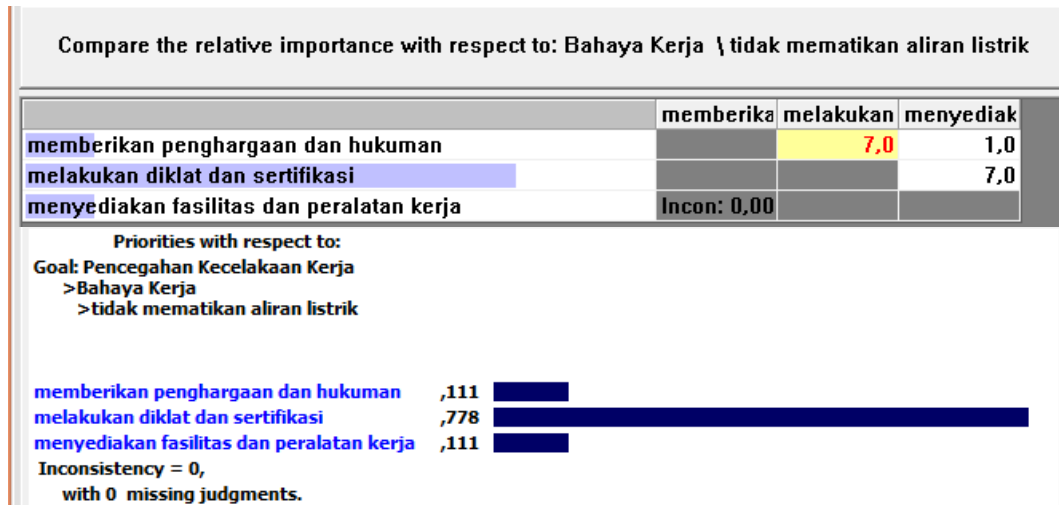 Compare the relative importance with respect to: Bahaya Kerja \ tidak mematikan aliran listrik
memberika melakukan menyediak
memberikan penghargaan dan hukuman 7,0 1,0
melakukan diklat dan sertifikasi 7,0
menyediakan fasilitas dan peralatan kerja Incon: 0,00
Priorities with respect to:
Goal: Pencegahan Kecelakaan Kerja
>Bahaya Kerja
>tidak mematikan aliran listrik
memberikan penghargaan dan hukuman ,111
melakukan diklat dan sertifikasi ,778
menyediakan fasilitas dan peralatan kerja ,111
Inconsistency = 0,
with 0 missing judgments.